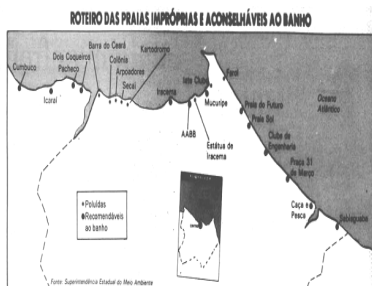 ROTEIRO DAS PRAIAS IMPRÓPRIAS E ACONSELHÁVEIS AO BANHO
Barra do Ceará
Dois Coqueiros
Pacheco
Cumbuco
Icaraí
Colônia
Arpoadores
Secai
Kartodromo
Iracema
Iate Clube
Farol
Mucuripe
AABB
Estátua de
Iracema
Praia do Futuro
Praia Sol
Clube de
Engenharia
Praça 31
de Março
Caça e
Pesca
Sabiaguaba
Oceano
Atlântico
Poluídas
Recomendáveis
ao banho
Fonte: Superintendência Estadual do Meio Ambiente